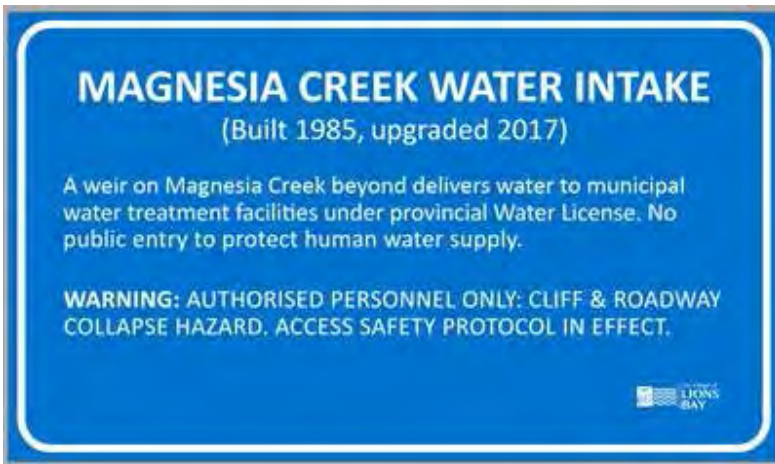 MAGNESIA CREEK WATER INTAKE
(Built 1985, upgraded 2017)
A weir on Magnesia Creek beyond delivers water to municipal
water treatment facilities under provincial Water License. No
public entry to protect human water supply.
WARNING: AUTHORISED PERSONNEL ONLY: CLIFF & ROADWAY
COLLAPSE HAZARD. ACCESS SAFETY PROTOCOL IN EFFECT.
LIONS
BAY